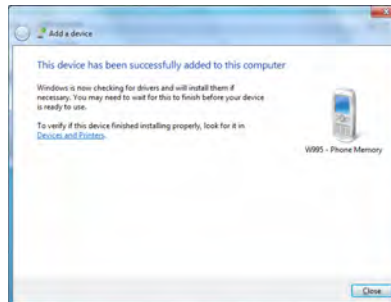 Add a device
This device has been successfully added to this computer
Windows is now checking for drivers and will install them if
necessary. You may need to wait for this to finish before your device
is ready to use.
To verify if this device finished installing properly, look for it in
Devices and Printers.
W995 - Phone Memory
Close